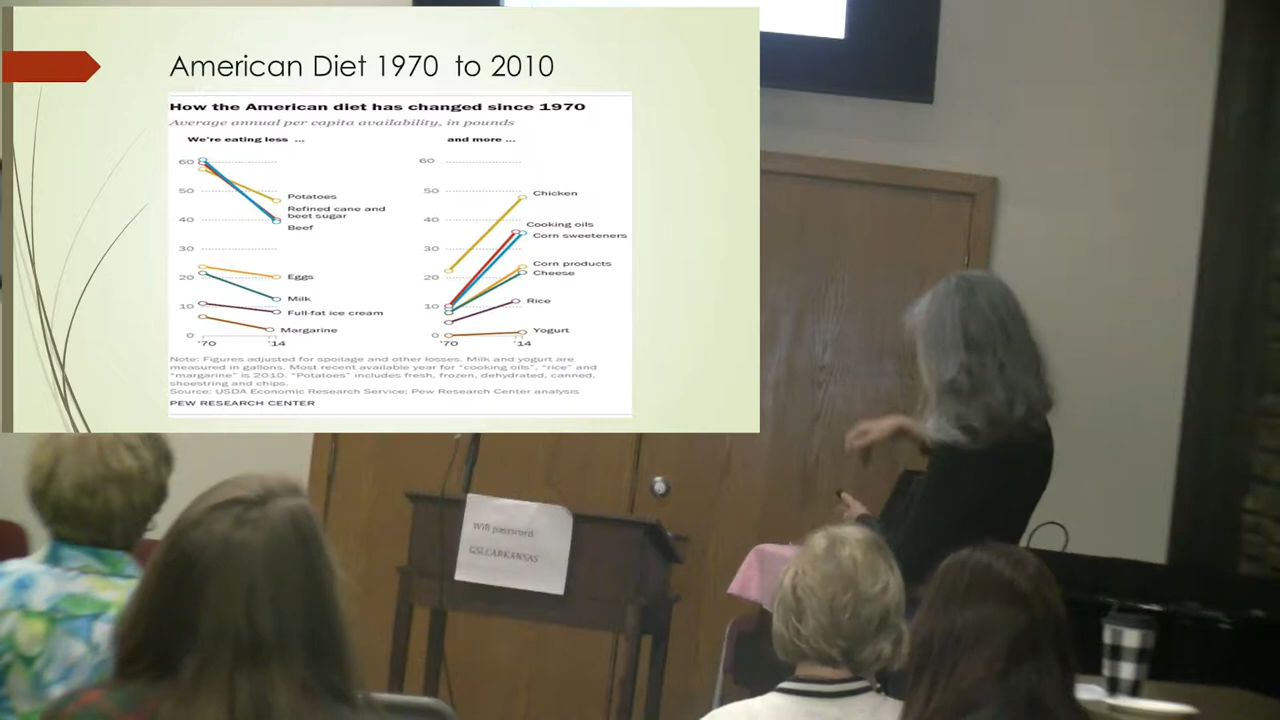 American Diet 1970 to 2010
How the American diet has changed since 1970
Average annual per capita availability, in pounds
We're eating less ...
60
50
40
30
20
10
0
Potatoes
Refined cane and
beet sugar
Beef
Eggs
Milk
Full-fat ice cream
Margarine
'70
'14
and more ...
60
50
40
30
20
10
0
Chicken
Cooking oils
Corn sweeteners
Corn products
Cheese
Rice
Yogurt
'70
'14
Note: Figures adjusted for spoilage and other losses. Milk and yogurt are
measured in gallons. Most recent available year for "cooking oils", "rice" and
"margarine" is 2010. "Potatoes" includes fresh, frozen, dehydrated, canned,
shoestring and chips.
Source: USDA Economic Research Service; Pew Research Center analysis
PEW RESEARCH CENTER
Wifi password
GSLCARKANSAS